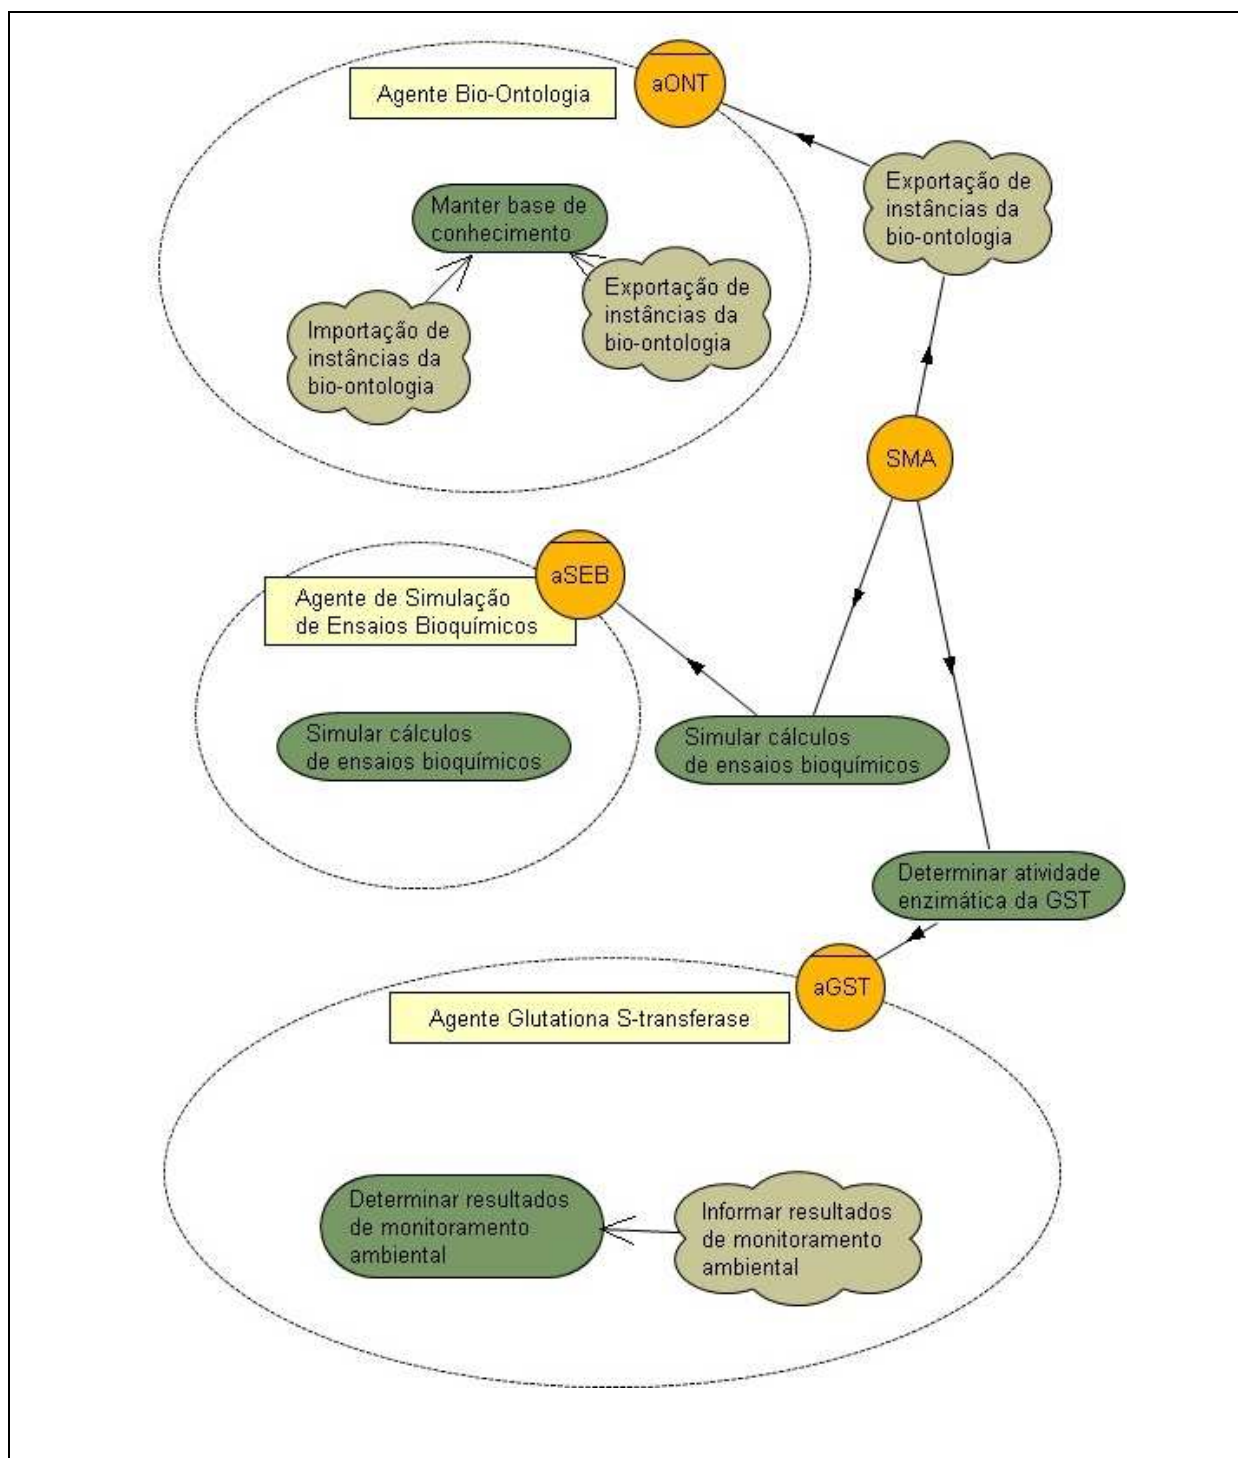 aONT
Agente Bio-Ontologia
Exportação de
instâncias da
bio-ontologia
Manter base de
conhecimento
Exportação de
instâncias da
bio-ontologia
Importação de
instâncias da
bio-ontologia
SMA
aSEB
Agente de Simulação
de Ensaios Bioquímicos
Simular cálculos
de ensaios bioquímicos
Simular cálculos
de ensaios bioquímicos
Determinar atividade
enzimática da GST
aGST
Agente Glutationa S-transferase
Determinar resultados
de monitoramento
ambiental
Informar resultados
de monitoramento
ambiental